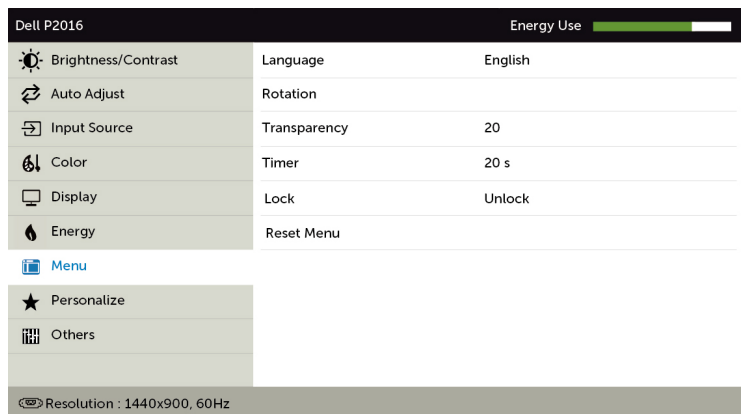 Dell P2016 Energy Use
Brightness/Contrast
Auto Adjust
Input Source
Color
Display
Energy
Menu
Personalize
Others
Language English
Rotation
Transparency 20
Timer 20 s
Lock Unlock
Reset Menu
Resolution : 1440x900, 60Hz